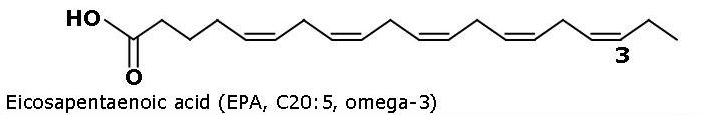 HO
O
3
Eicosapentaenoic acid (EPA, C20:5, omega-3)